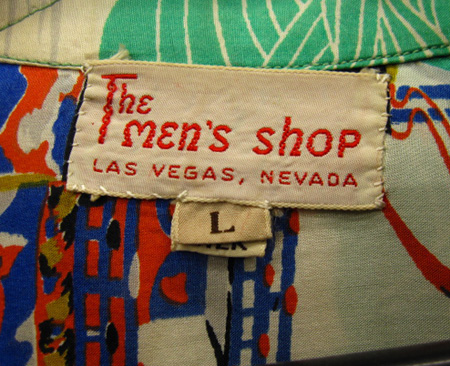 The
men's shop
LAS VEGAS, NEVADA
L